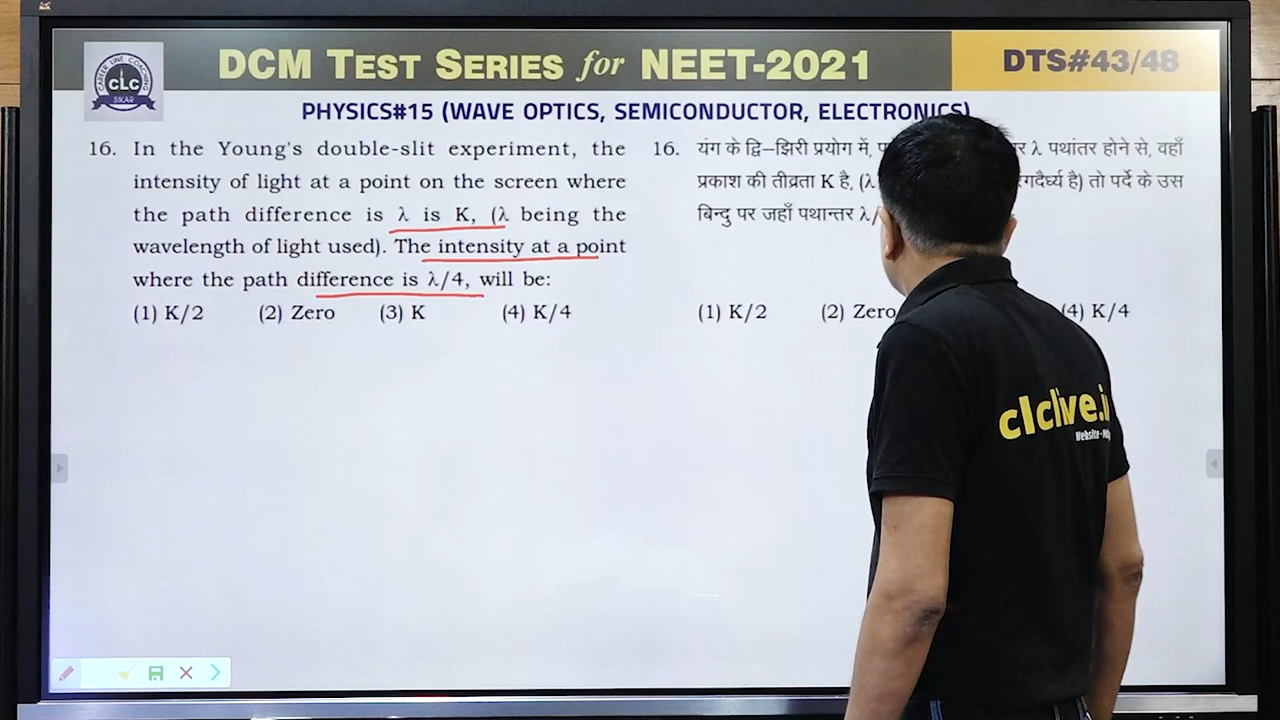 DCM TEST SERIES for NEET-2021
DTS#43/48
CAREER LINE COACHING
CLC
SIKAR
PHYSICS#15 (WAVE OPTICS, SEMICONDUCTOR, ELECTRONICS)
16. In the Young's double-slit experiment, the
intensity of light at a point on the screen where
the path difference is λ is K, (λ being the
wavelength of light used). The intensity at a point
where the path difference is λ/4, will be:
(1) K/2 (2) Zero (3) K (4) K/4
16. यंग के द्वि–झिरी प्रयोग में, λ पथांतर होने से, वहाँ
प्रकाश की तीव्रता K है, (λ है) तो पर्दे के उस
बिन्दु पर जहाँ पथान्तर λ/
(1) K/2 (2) Zero (4) K/4
clclive.i
Website -